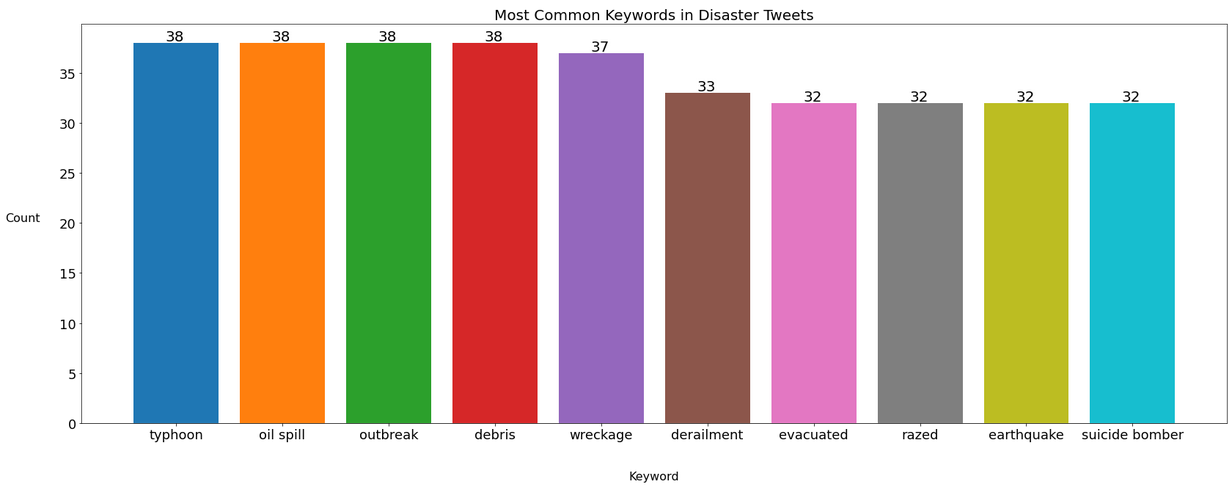 Most Common Keywords in Disaster Tweets
38 38 38 38 37 33 32 32 32 32
35
30
25
20
15
10
5
0
Count
typhoon oil spill outbreak debris wreckage derailment evacuated razed earthquake suicide bomber
Keyword